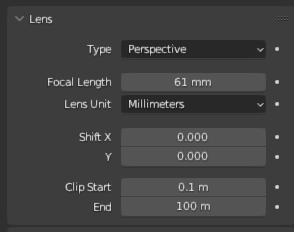 Lens
Type Perspective
Focal Length 61 mm
Lens Unit Millimeters
Shift X 0.000
Y 0.000
Clip Start 0.1 m
End 100 m